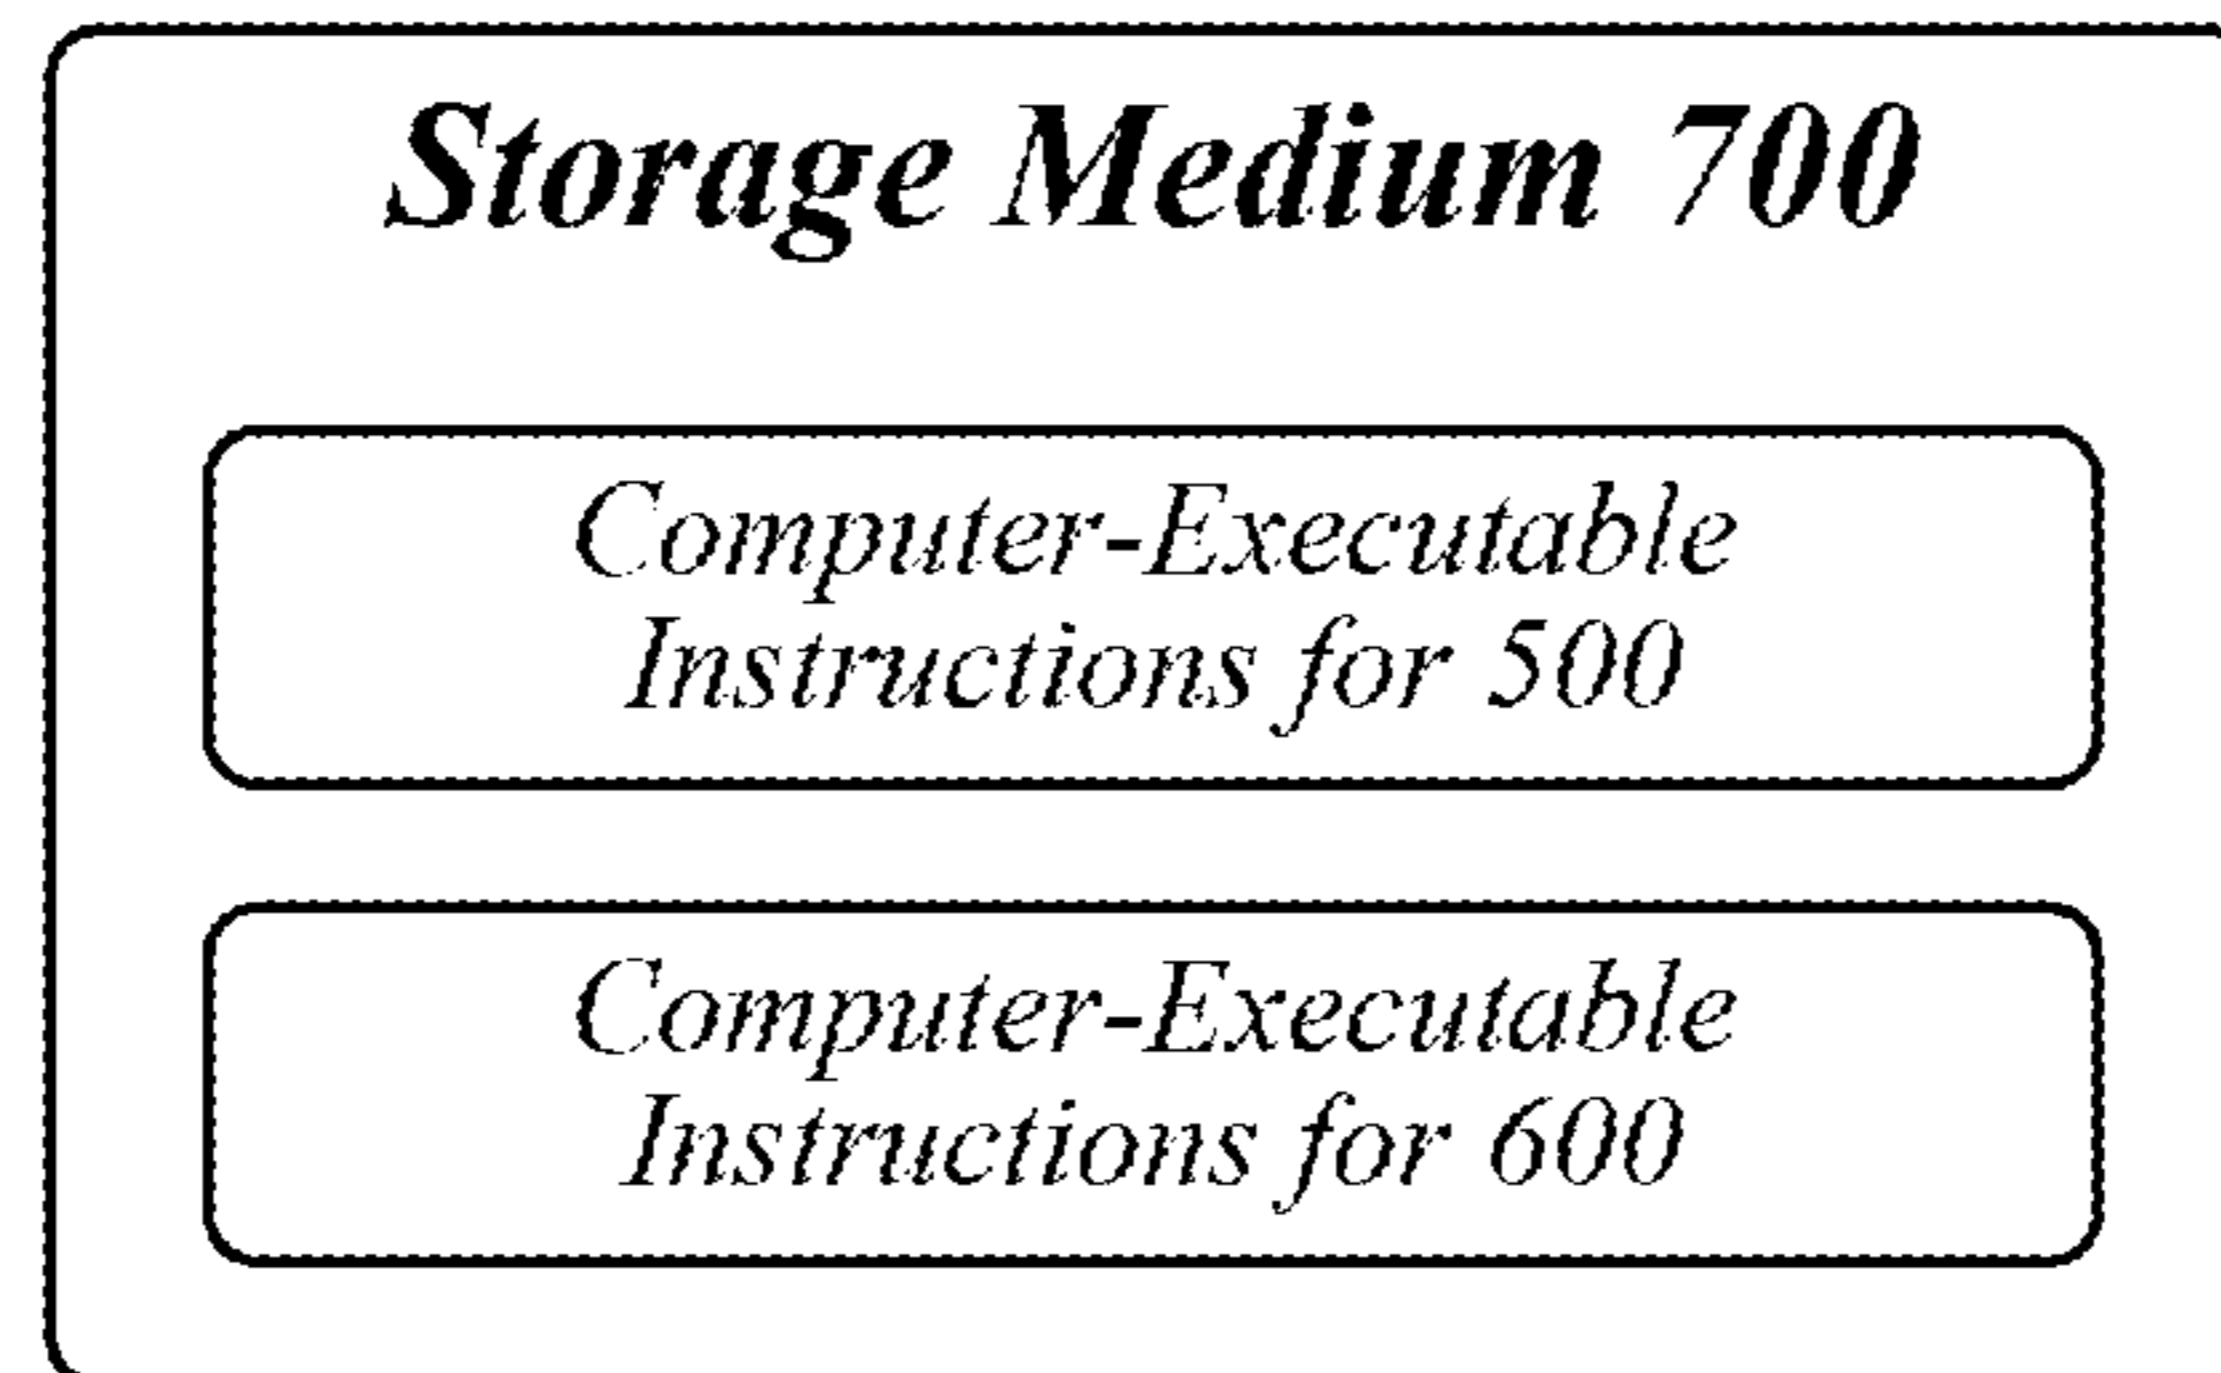 Storage Medium 700
Computer-Executable
Instructions for 500
Computer-Executable
Instructions for 600